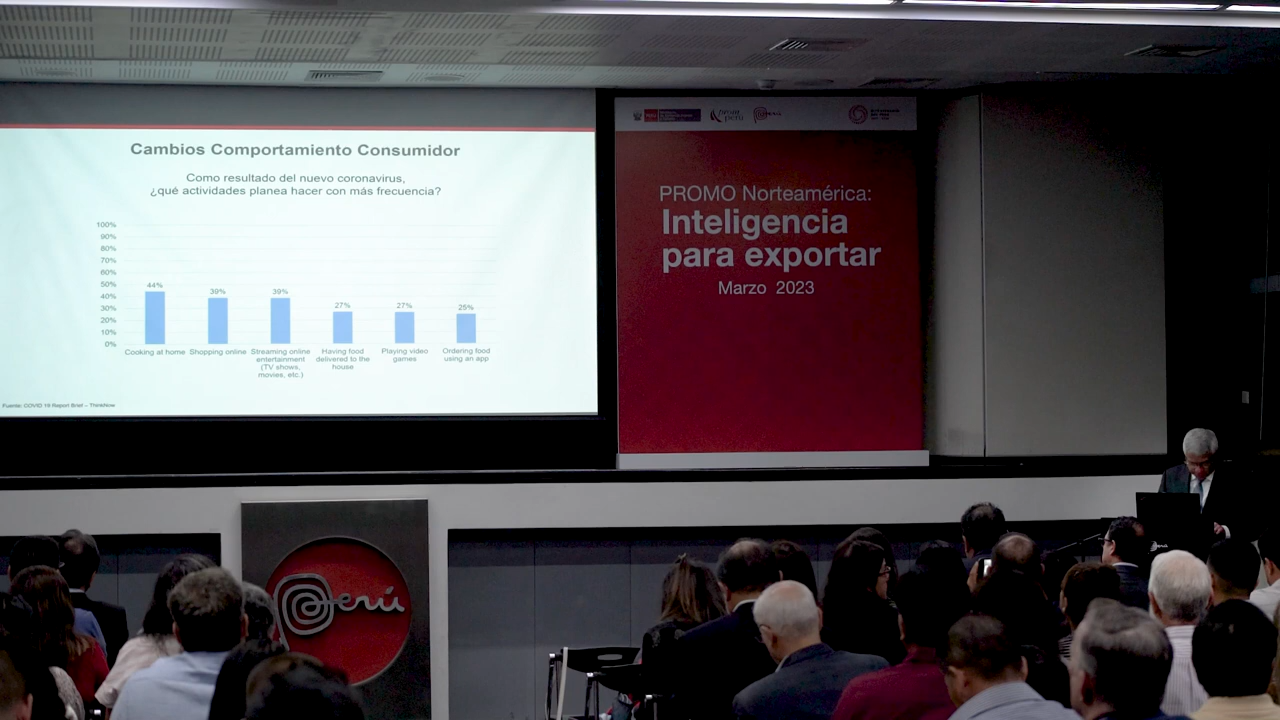 Cambios Comportamiento Consumidor
Como resultado del nuevo coronavirus,
¿qué actividades planea hacer con más frecuencia?
100%
90%
80%
70%
60%
50%
40%
30%
20%
10%
0%
44%
39%
39%
27%
27%
25%
Cooking at home
Shopping online
Streaming online
entertainment
(TV shows,
movies, etc.)
Having food
delivered to the
house
Playing video
games
Ordering food
using an app
Fuente: COVID 19 Report Brief – ThinkNow
PERÚ
Perú
PROMO Norteamérica:
Inteligencia
para exportar
Marzo 2023
Perú